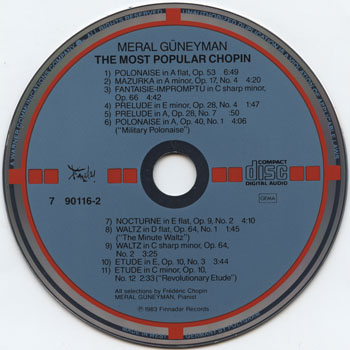 MERAL GÜNEYMAN
THE MOST POPULAR CHOPIN
1) POLONAISE in A flat, Op. 53 6:49
2) MAZURKA in A minor, Op. 17, No. 4 4:20
3) FANTAISIE-IMPROMPTU in C sharp minor,
Op. 66 4:42
4) PRELUDE in E minor, Op. 28, No. 4 1:47
5) PRELUDE in A, Op. 28, No. 7 :50
6) POLONAISE in A, Op. 40, No. 1 4:06
("Military Polonaise")
Finnadar
COMPACT
disc
DIGITAL AUDIO
7 90116-2
GEMA
7) NOCTURNE in E flat, Op. 9, No. 2 4:10
8) WALTZ in D flat, Op. 64, No. 1 1:45
("The Minute Waltz")
9) WALTZ in C sharp minor, Op. 64,
No. 2 3:25
10) ETUDE in E, Op. 10, No. 3
11) ETUDE in C minor, Op. 10,
No. 12 2:33 ("Revolutionary Etude")
All selections by Frédéric Chopin
MERAL GÜNEYMAN, Pianist
℗ 1983 Finnadar Records